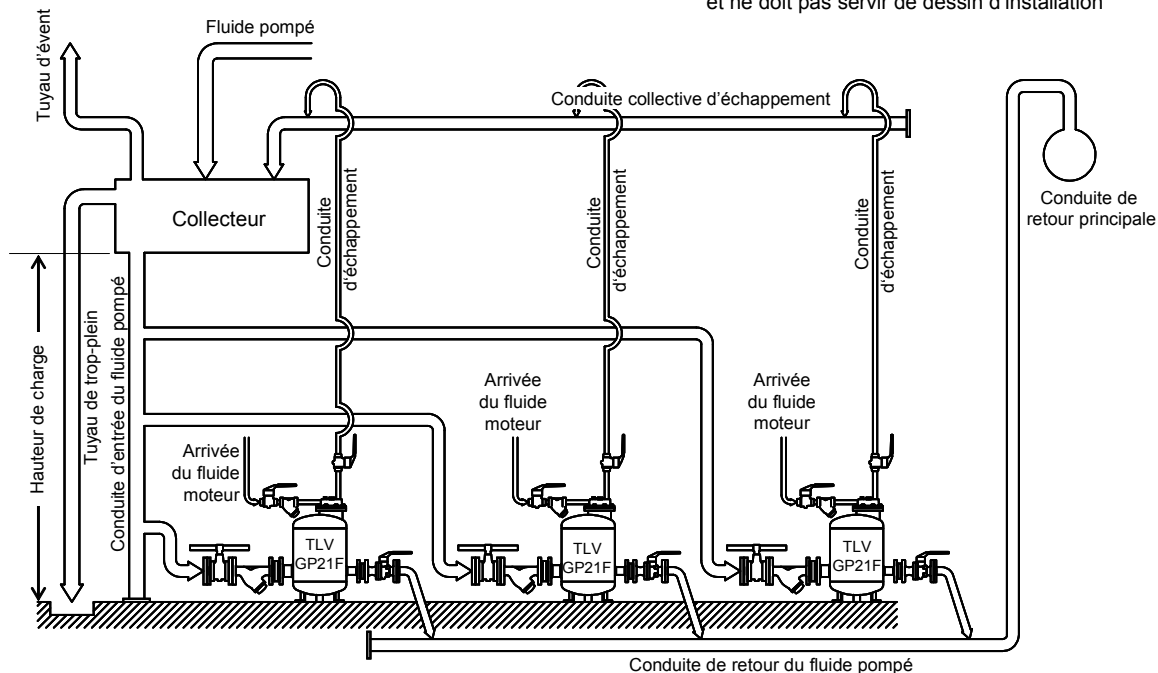 et ne doit pas servir de dessin d'installation
Tuyau d'évent
Fluide pompé
Conduite collective d'échappement
Collecteur
Conduite
d'échappement
Conduite
d'échappement
Conduite
d'échappement
Conduite de
retour principale
Hauteur de charge
Tuyau de trop-plein
Conduite d'entrée du fluide pompé
Arrivée
du fluide
moteur
Arrivée
du fluide
moteur
Arrivée
du fluide
moteur
TLV
GP21F
TLV
GP21F
TLV
GP21F
Conduite de retour du fluide pompé